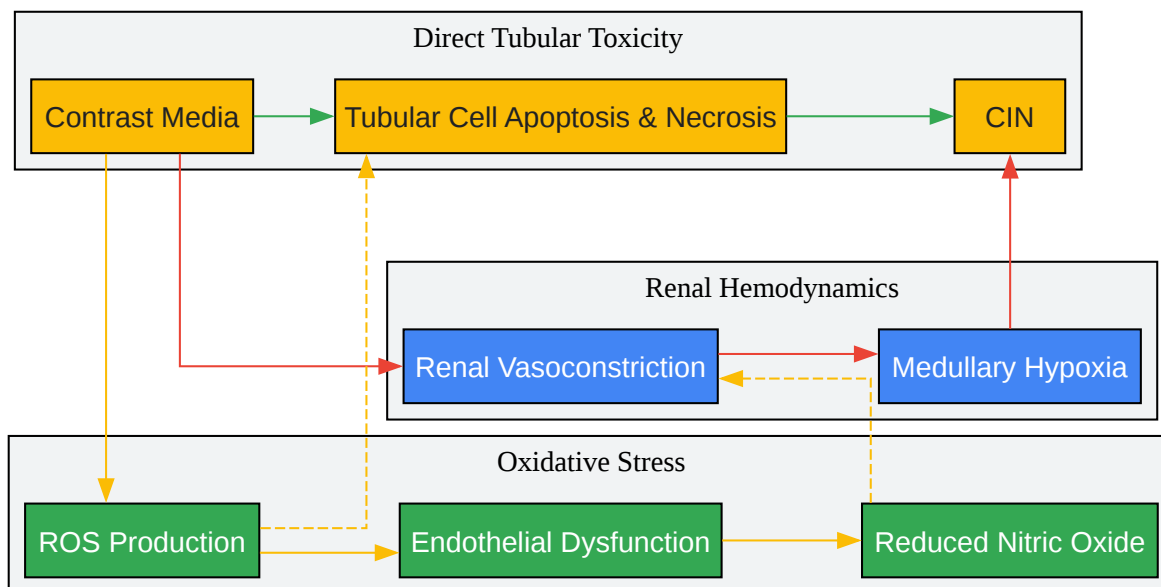 Direct Tubular Toxicity
Contrast Media
Tubular Cell Apoptosis & Necrosis
CIN
Renal Hemodynamics
Renal Vasoconstriction
Medullary Hypoxia
Oxidative Stress
ROS Production
Endothelial Dysfunction
Reduced Nitric Oxide